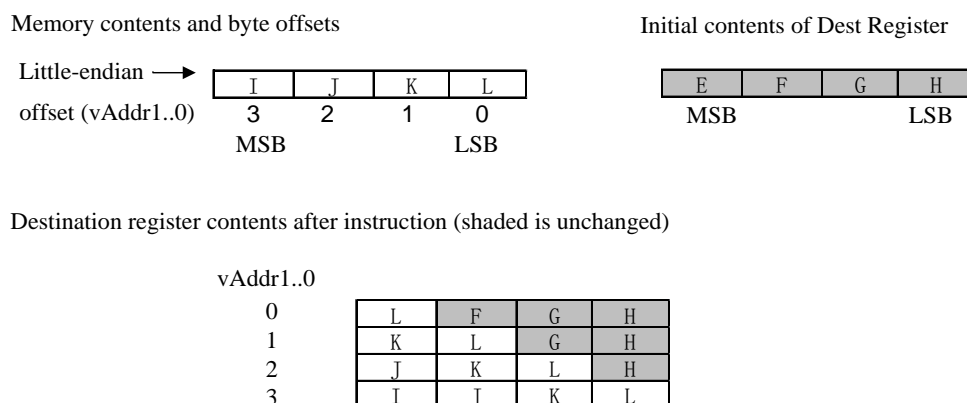 Memory contents and byte offsets
Initial contents of Dest Register
Little-endian
I J K L
E F G H
offset (vAddr1..0) 3 2 1 0
MSB LSB
MSB LSB
Destination register contents after instruction (shaded is unchanged)
vAddr1..0
0 L F G H
1 K L G H
2 J K L H
3 I J K L